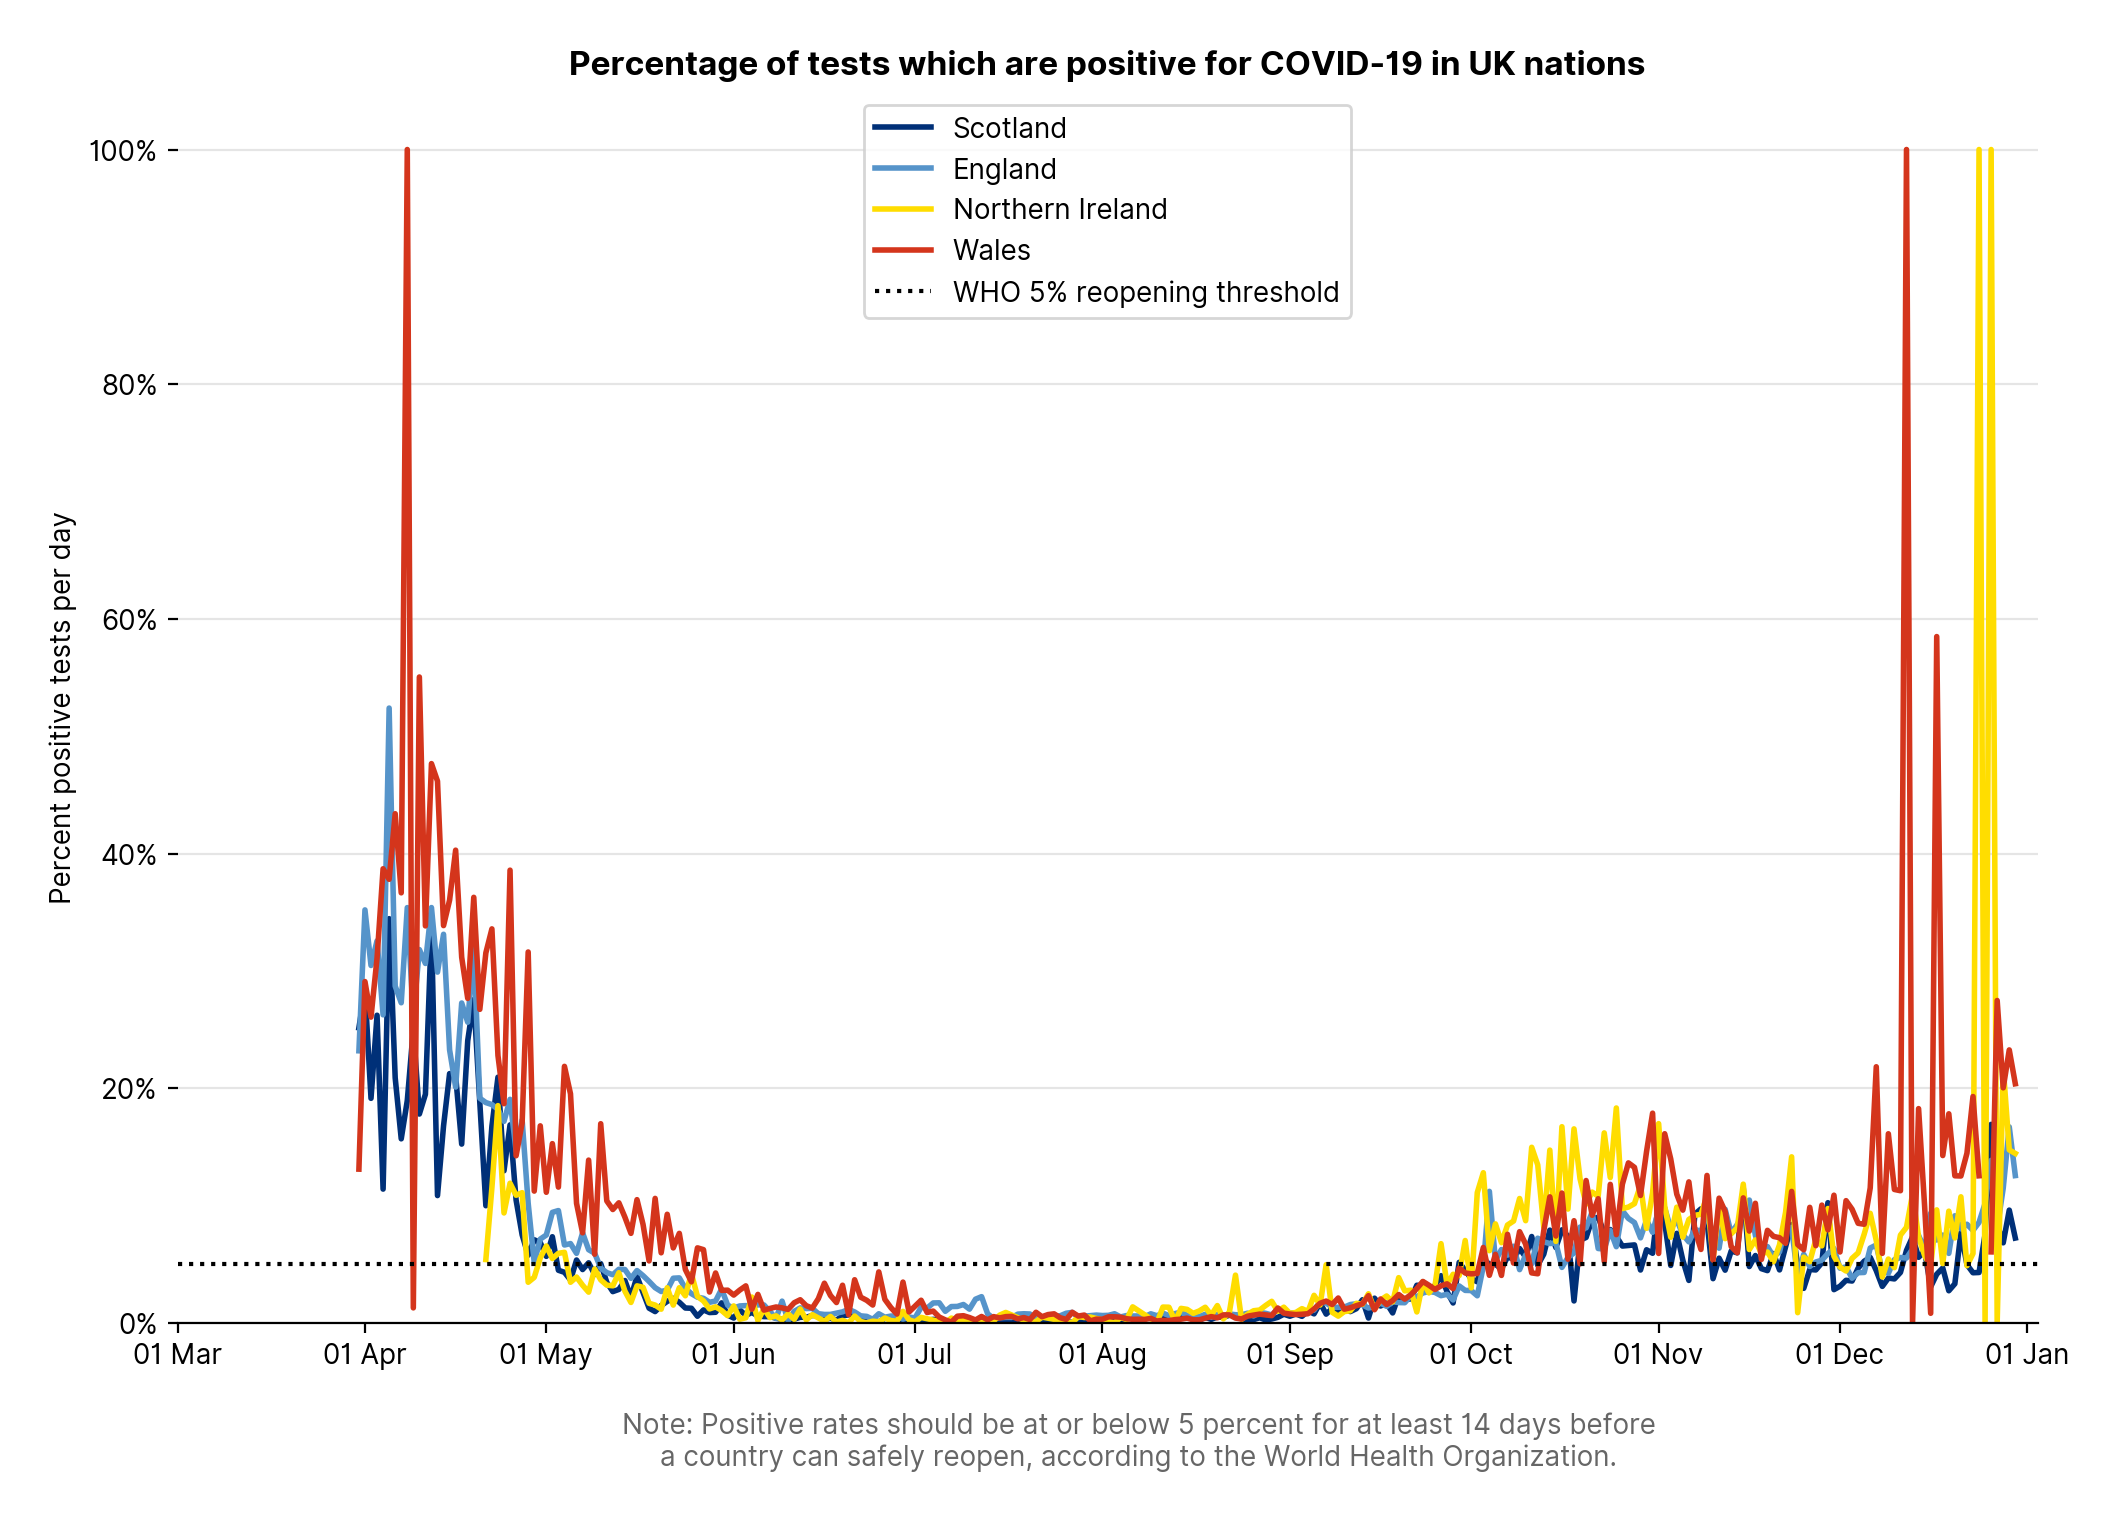 Percentage of tests which are positive for COVID-19 in UK nations
Scotland
England
Northern Ireland
Wales
WHO 5% reopening threshold
100%
80%
60%
40%
20%
0%
Percent positive tests per day
01 Mar
01 Apr
01 May
01 Jun
01 Jul
01 Aug
01 Sep
01 Oct
01 Nov
01 Dec
01 Jan
Note: Positive rates should be at or below 5 percent for at least 14 days before
a country can safely reopen, according to the World Health Organization.